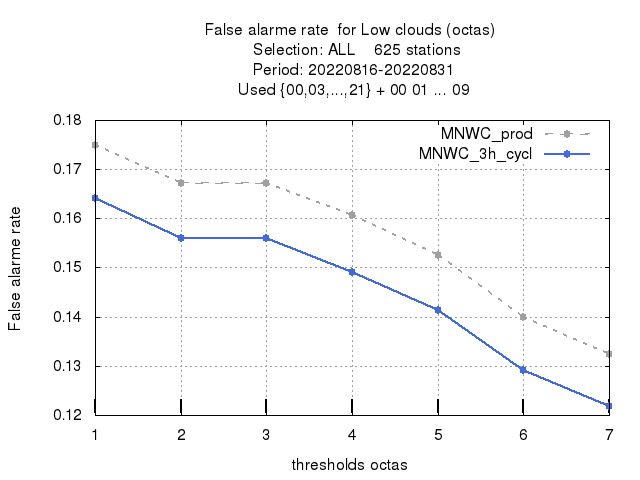 False alarme rate  for Low clouds (octas)
Selection: ALL    625 stations
Period: 20220816-20220831
Used {00,03,...,21} + 00 01 ... 09
MNWC_prod
MNWC_3h_cycl
False alarme rate
0.18
0.17
0.16
0.15
0.14
0.13
0.12
1 2 3 4 5 6 7
thresholds octas